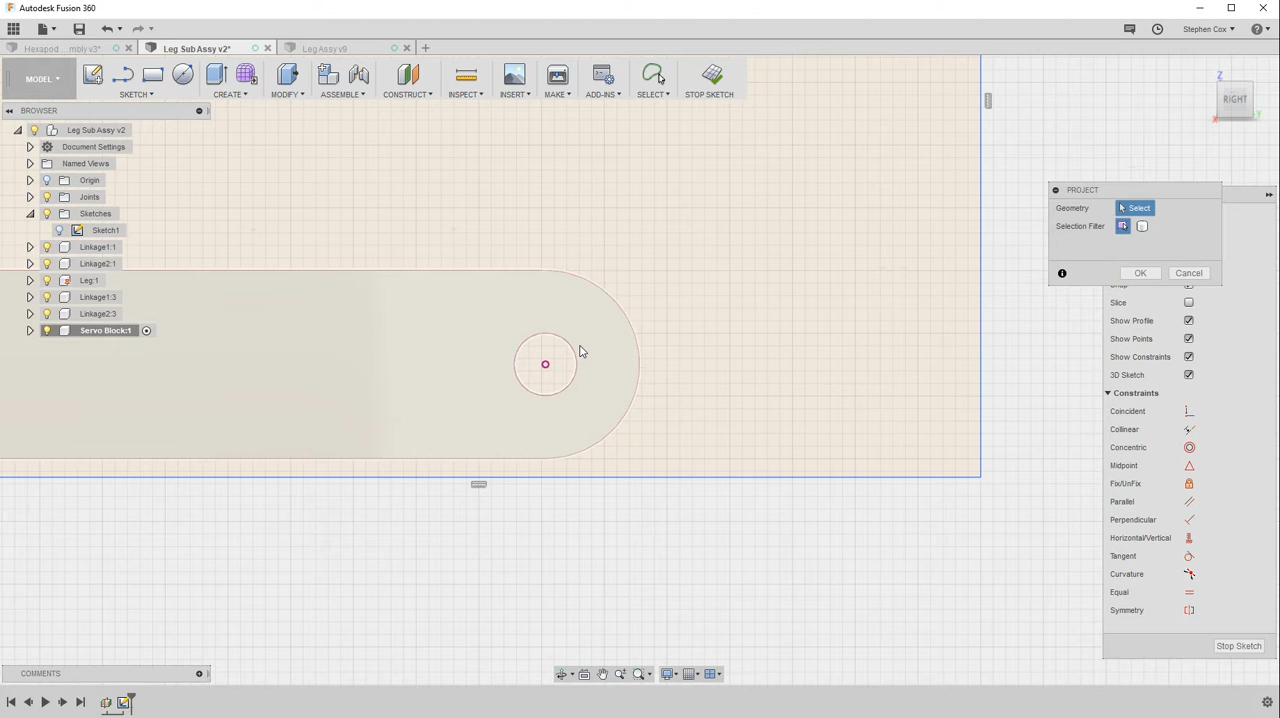 Autodesk Fusion 360
Stephen Cox
Hexapod ...mbly v3*
Leg Sub Assy v2*
Leg Assy v9
MODEL
SKETCH
CREATE
MODIFY
ASSEMBLE
CONSTRUCT
INSPECT
INSERT
MAKE
ADD-INS
SELECT
STOP SKETCH
Z
RIGHT
X
Y
BROWSER
Leg Sub Assy v2
Document Settings
Named Views
Origin
Joints
Sketches
Sketch1
Linkage1:1
Linkage2:1
Leg:1
Linkage1:3
Linkage2:3
Servo Block:1
PROJECT
Geometry
Select
Selection Filter
OK
Cancel
Slice
Show Profile
Show Points
Show Constraints
3D Sketch
Constraints
Coincident
Collinear
Concentric
Midpoint
Fix/UnFix
Parallel
Perpendicular
Horizontal/Vertical
Tangent
Curvature
Equal
Symmetry
Stop Sketch
COMMENTS